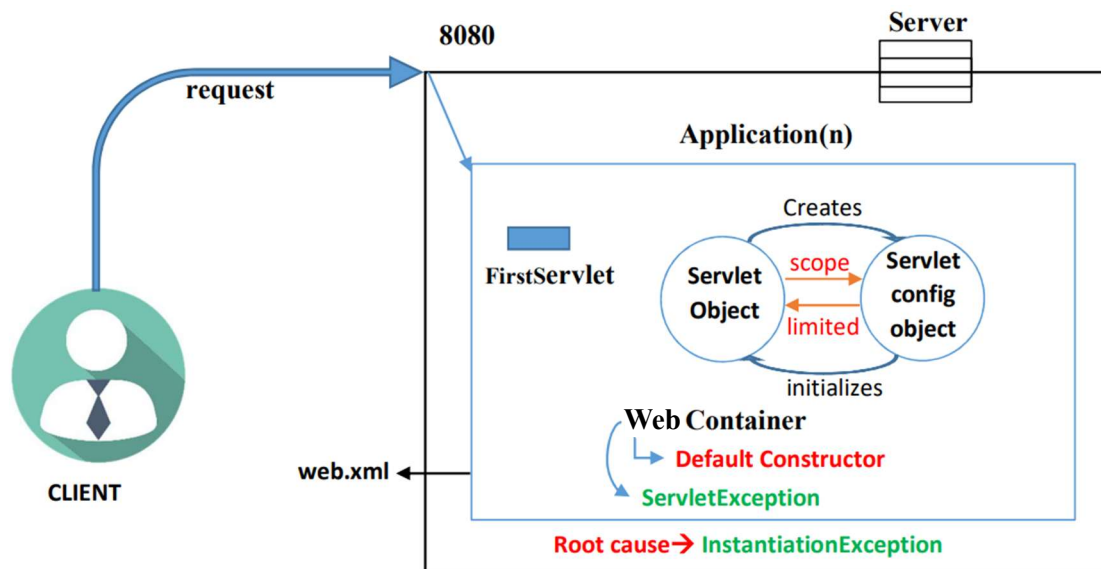 8080
Server
request
Application(n)
Creates
FirstServlet
Servlet
Object
scope
limited
Servlet
config
object
initializes
Web Container
Default Constructor
web.xml
CLIENT
ServletException
Root cause→ InstantiationException